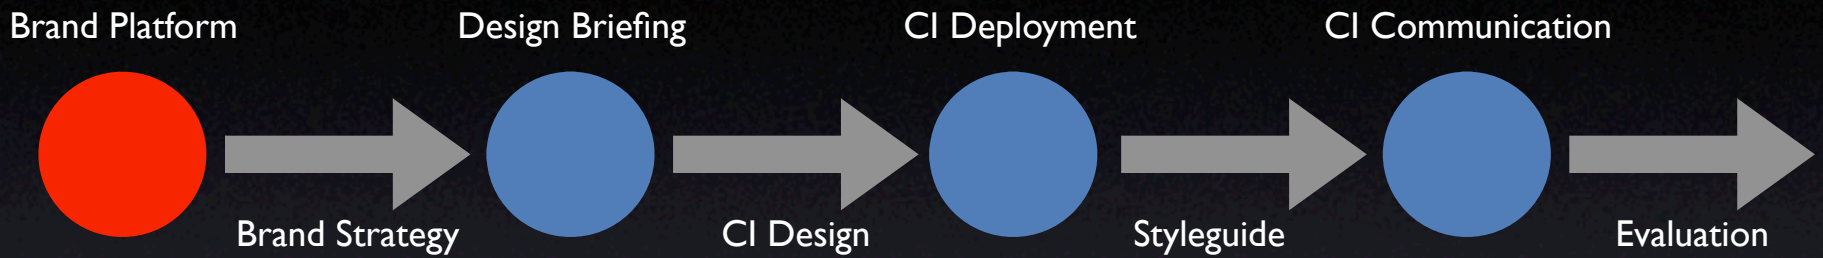 Brand Platform
Design Briefing
CI Deployment
CI Communication
Brand Strategy
CI Design
Styleguide
Evaluation